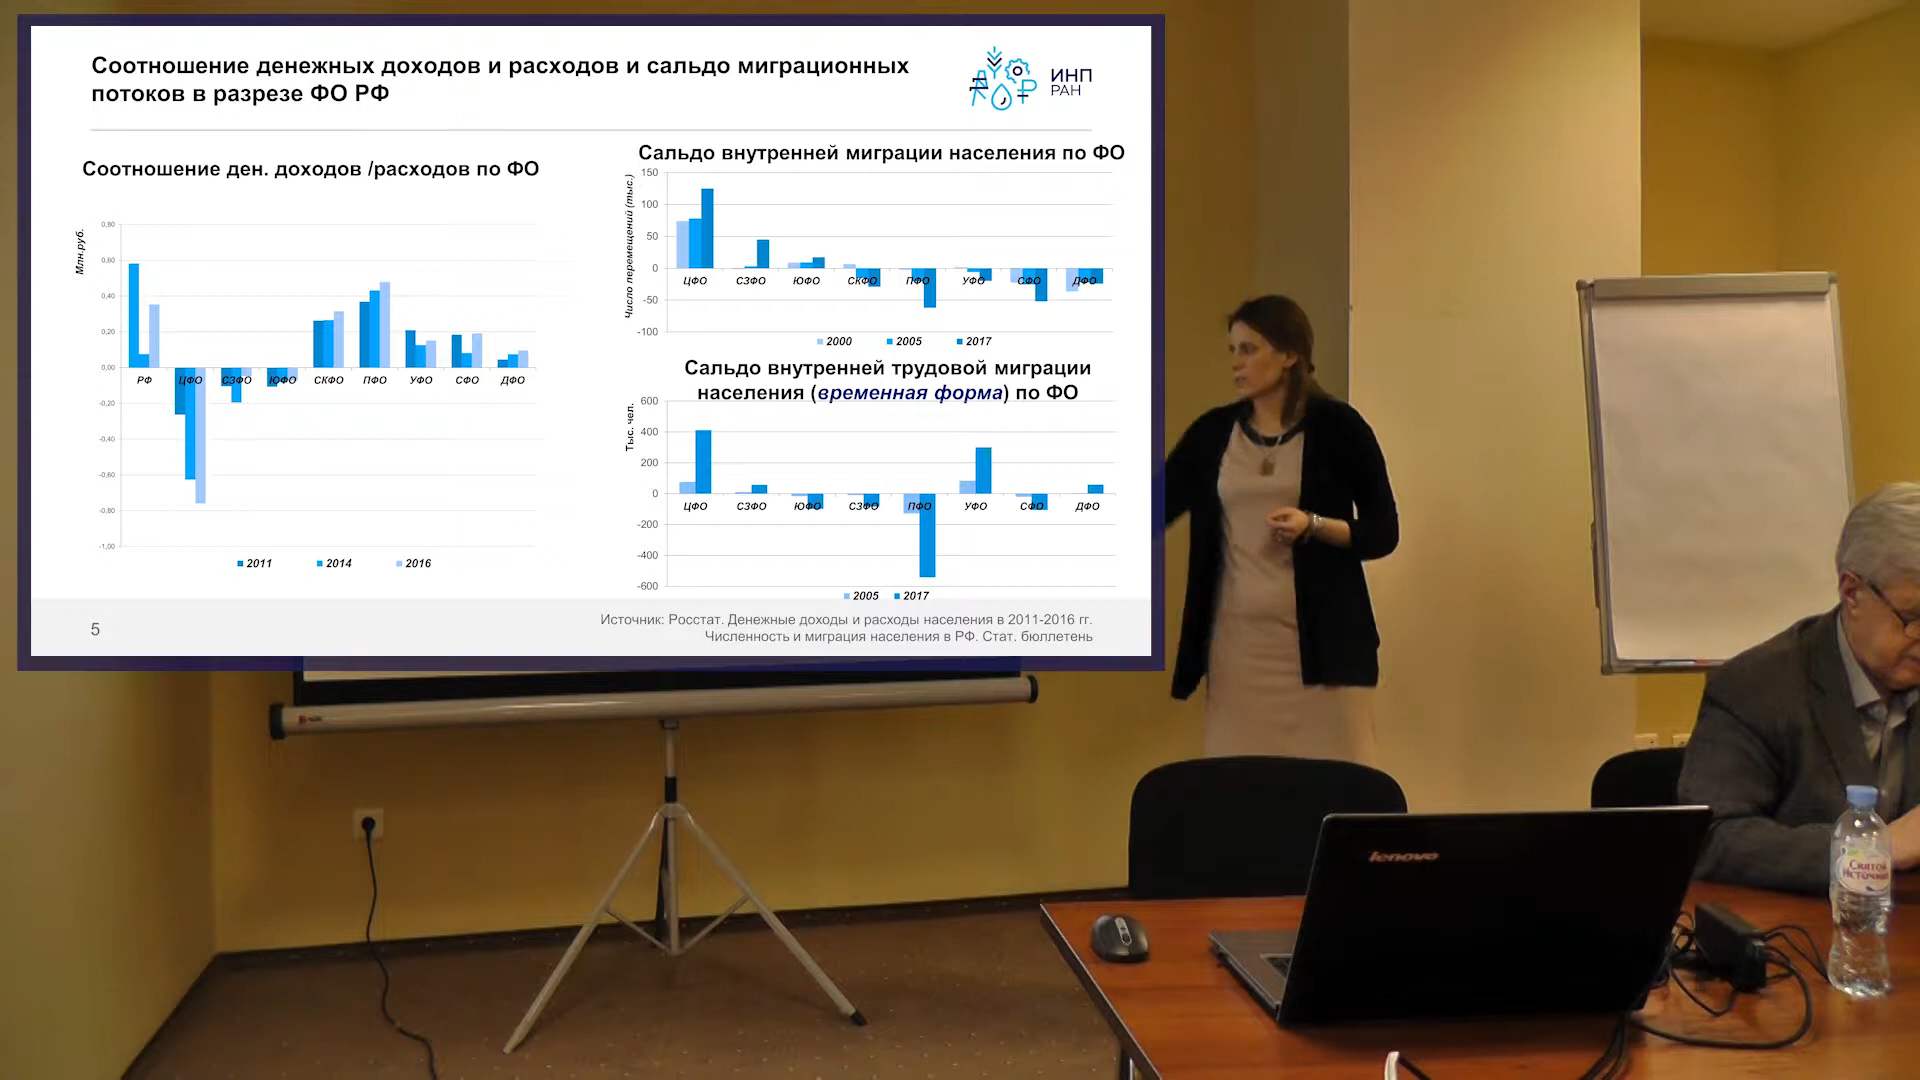 Соотношение денежных доходов и расходов и сальдо миграционных
потоков в разрезе ФО РФ
ИНП
РАН
Соотношение ден. доходов /расходов по ФО
Млн.руб.
0,80
0,60
0,40
0,20
0,00
-0,20
-0,40
-0,60
-0,80
-1,00
РФ ЦФО СЗФО ЮФО СКФО ПФО УФО СФО ДФО
2011 2014 2016
Сальдо внутренней миграции населения по ФО
Число перемещений (тыс.)
150
100
50
0
-50
-100
ЦФО СЗФО ЮФО СКФО ПФО УФО СФО ДФО
2000 2005 2017
Сальдо внутренней трудовой миграции
населения (временная форма) по ФО
Тыс. чел.
600
400
200
0
-200
-400
-600
ЦФО СЗФО ЮФО СЗФО ПФО УФО СФО ДФО
2005 2017
5
Источник: Росстат. Денежные доходы и расходы населения в 2011-2016 гг.
Численность и миграция населения в РФ. Стат. бюллетень
lenovo
Святой
Источник